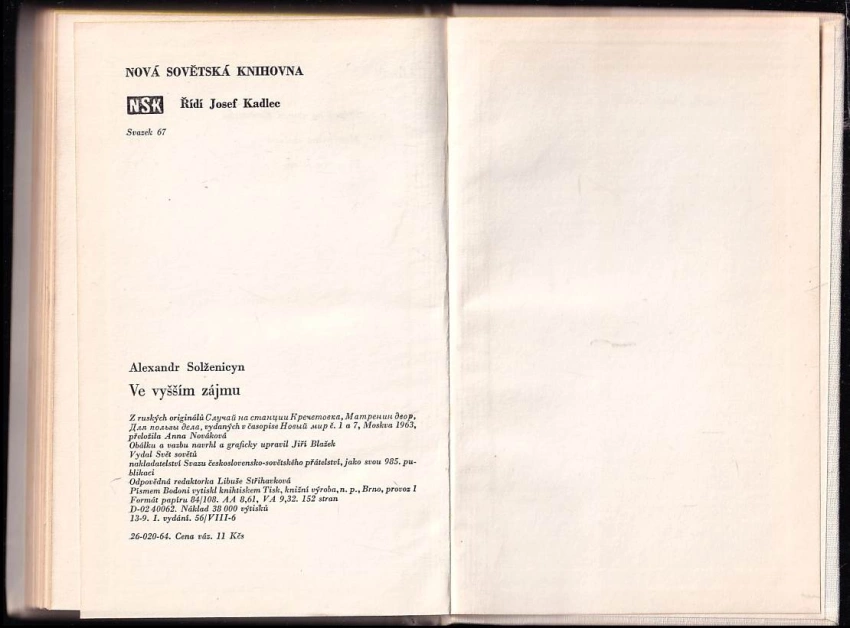 NOVÁ SOVĚTSKÁ KNIHOVNA
NSK Řídí Josef Kadlec
Svazek 67
Alexandr Solženicyn
Ve vyšším zájmu
Z ruských originálů Случай на станции Кречетовка, Матренин двор,
Для пользы дела, vydaných v časopise Новый мир č. 1 a 7, Moskva 1963,
přeložila Anna Nováková
Obálku a vazbu navrhl a graficky upravil Jiří Blažek
Vydal Svět sovětů
nakladatelství Svazu československo-sovětského přátelství, jako svou 985. pu-
blikaci
Odpovědná redaktorka Libuše Střihavková
Písmem Bodoni vytiskl knihtiskem Tisk, knižní výroba, n. p., Brno, provoz 1
Formát papíru 84/108. AA 8,61, VA 9,32. 152 stran
D-02 40062. Náklad 38 000 výtisků
13-9. I. vydání. 56/VIII-6
26-020-64. Cena váz. 11 Kčs